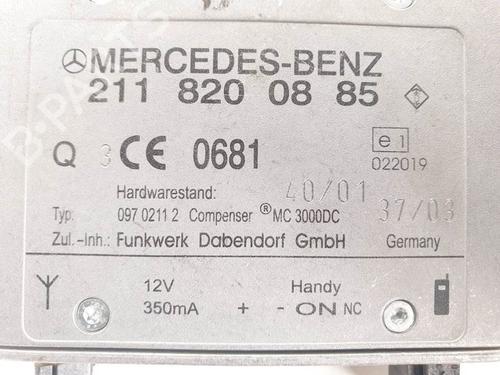 MERCEDES-BENZ
211 820 08 85
Q 3 CE 0681 e1
022019
Hardwarestand: 40/01
Typ: 097 0211 2 Compenser ® MC 3000DC 37/03
Zul.-Inh.: Funkwerk Dabendorf GmbH Germany
12V Handy
350mA + - ON NC
B-PARTS